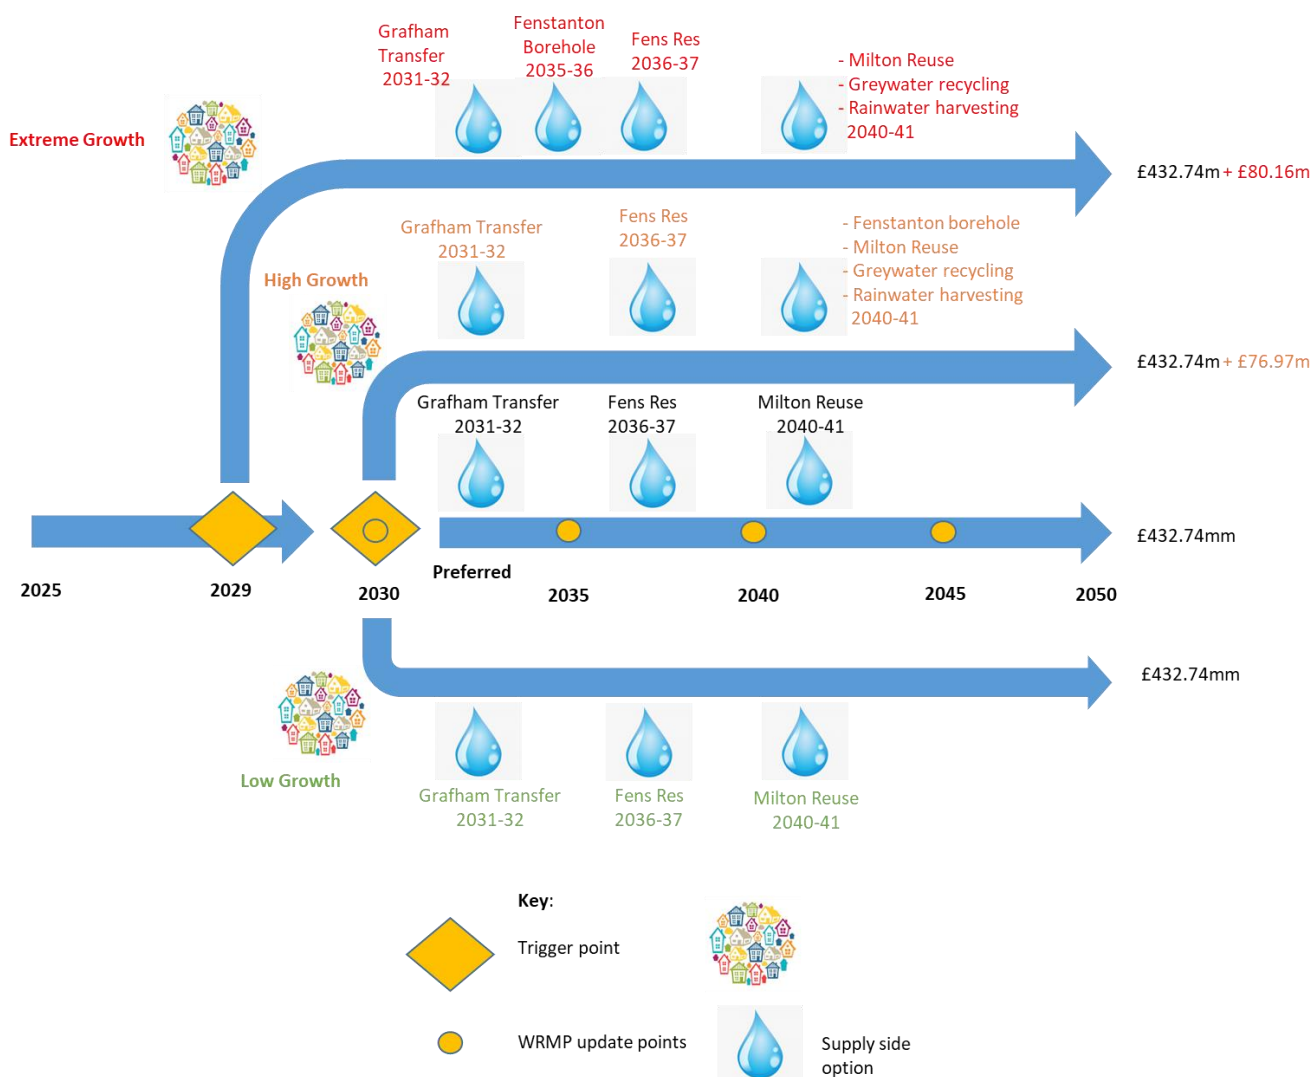 Grafham
Transfer
2031-32
Fenstanton
Borehole
2035-36
Fens Res
2036-37
- Milton Reuse
- Greywater recycling
- Rainwater harvesting
2040-41
Extreme Growth
£432.74m + £80.16m
Grafham Transfer
2031-32
Fens Res
2036-37
- Fenstanton borehole
- Milton Reuse
- Greywater recycling
- Rainwater harvesting
2040-41
High Growth
£432.74m + £76.97m
Grafham Transfer
2031-32
Fens Res
2036-37
Milton Reuse
2040-41
£432.74mm
Preferred
2025
2029
2030
2035
2040
2045
2050
£432.74mm
Low Growth
Grafham Transfer
2031-32
Fens Res
2036-37
Milton Reuse
2040-41
Key:
Trigger point
WRMP update points
Supply side
option